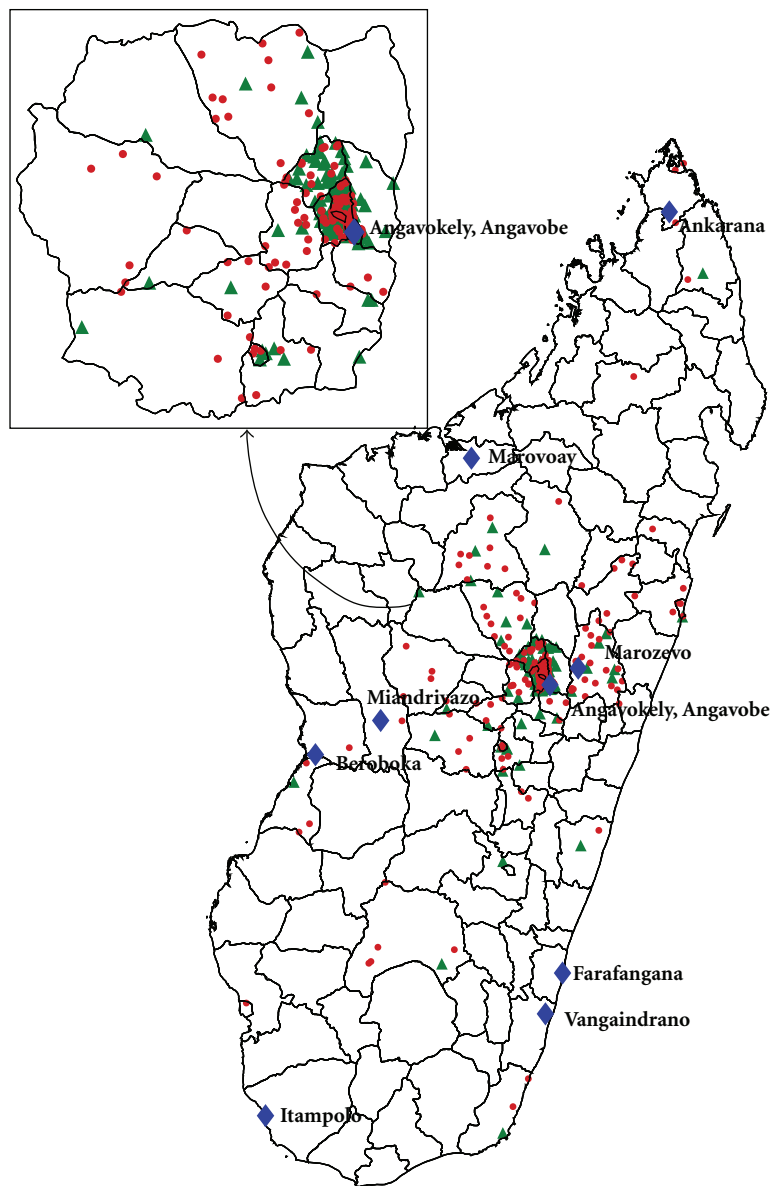 Angavokely, Angavobe
Ankarana
Marovoay
Marozevo
Miandrivazo
Angavokely, Angavobe
Beroboka
Farafangana
Vangaindrano
Itampolo